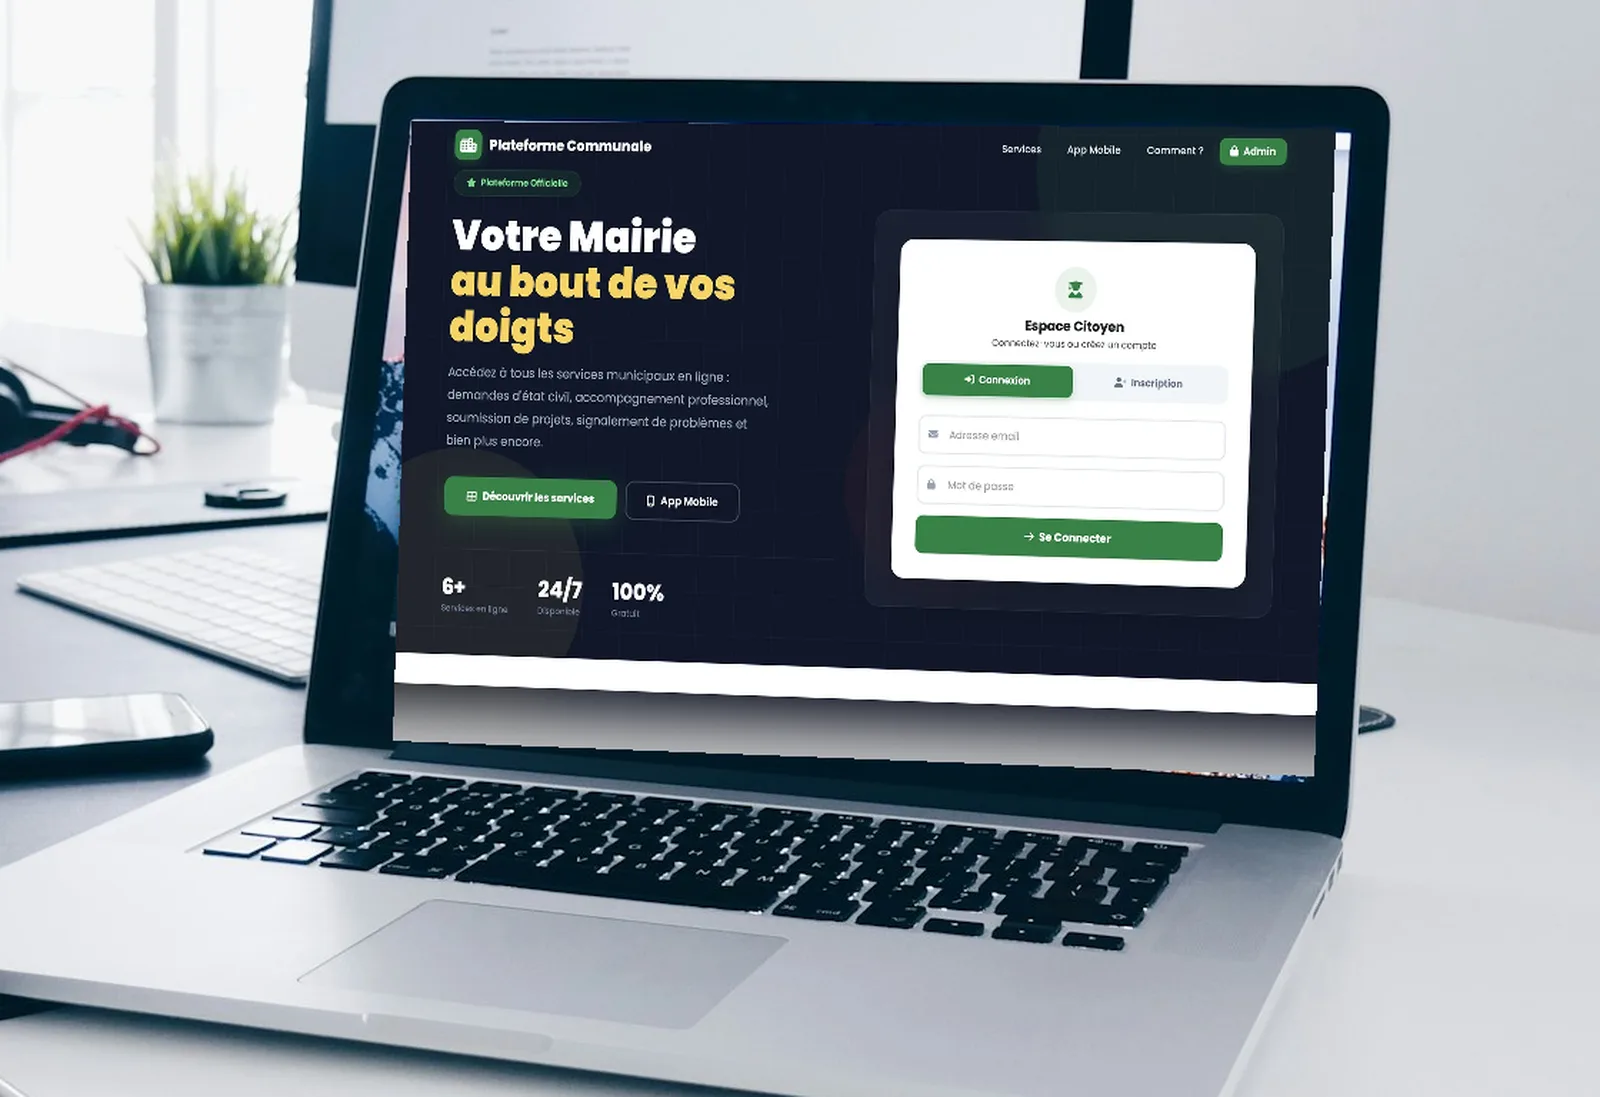 Plateforme Communale
Services
App Mobile
Comment ?
Admin
Plateforme Officielle
Votre Mairie
au bout de vos
doigts
Accédez à tous les services municipaux en ligne :
demandes d'état civil, accompagnement professionnel,
soumission de projets, signalement de problèmes et
bien plus encore.
Découvrir les services
App Mobile
6+
Services en ligne
24/7
Disponible
100%
Gratuit
Espace Citoyen
Connectez-vous ou créez un compte
Connexion
Inscription
Adresse email
Mot de passe
Se Connecter
cmd